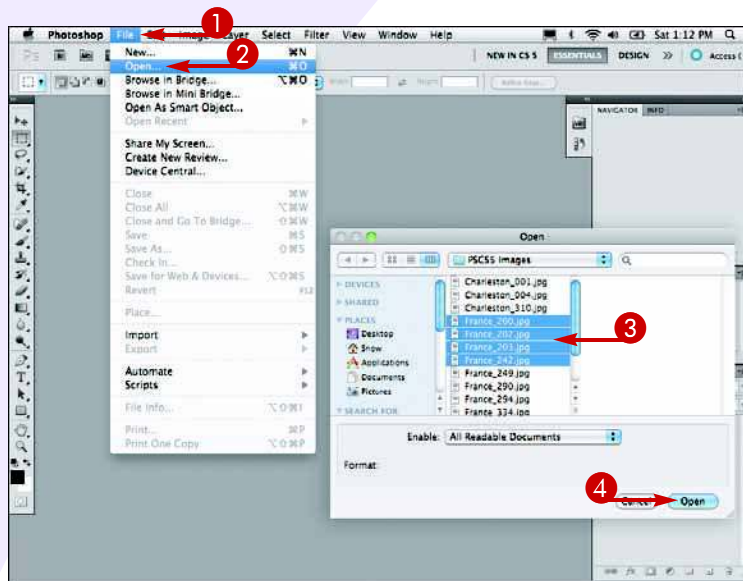 Photoshop File Image Layer Select Filter View Window Help Sat 1:12 PM
1
2
3
4
NEW IN CS 5 ESSENTIALS DESIGN Access
New... ⌘N
Open... ⌘O
Browse in Bridge... ⌥⌘O
Browse in Mini Bridge...
Open As Smart Object...
Open Recent
Share My Screen...
Create New Review...
Device Central...
Close ⌘W
Close All ⌥⌘W
Close and Go To Bridge... ⇧⌘W
Save ⌘S
Save As... ⇧⌘S
Check In...
Save for Web & Devices... ⌥⇧⌘S
Revert F12
Place...
Import
Export
Automate
Scripts
File Info... ⌥⇧⌘I
Print... ⌘P
Print One Copy ⌥⇧⌘P
NAVIGATOR INFO
Open
PSCS5 Images
DEVICES
SHARED
PLACES
Desktop
Snow
Applications
Documents
Pictures
SEARCH FOR
Charleston_001.jpg
Charleston_004.jpg
Charleston_310.jpg
France_200.jpg
France_202.jpg
France_203.jpg
France_242.jpg
France_249.jpg
France_290.jpg
France_294.jpg
France_334.jpg
Enable: All Readable Documents
Format:
Cancel Open